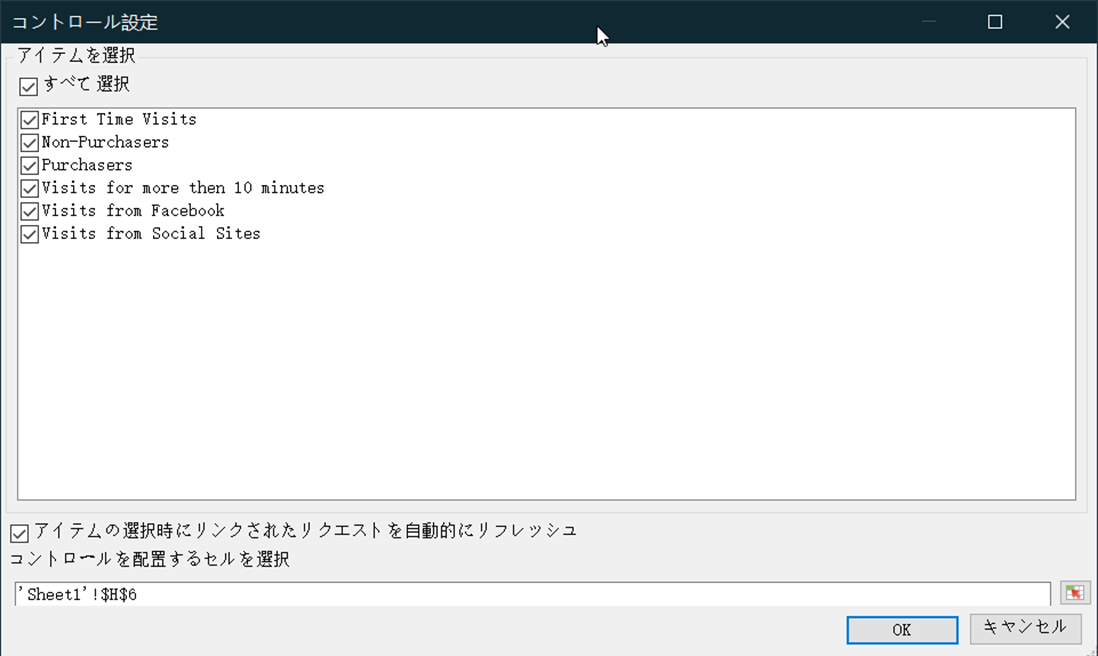 コントロール設定
アイテムを選択
すべて選択
First Time Visits
Non-Purchasers
Purchasers
Visits for more then 10 minutes
Visits from Facebook
Visits from Social Sites
アイテムの選択時にリンクされたリクエストを自動的にリフレッシュ
コントロールを配置するセルを選択
'Sheet1'!$H$6
OK キャンセル